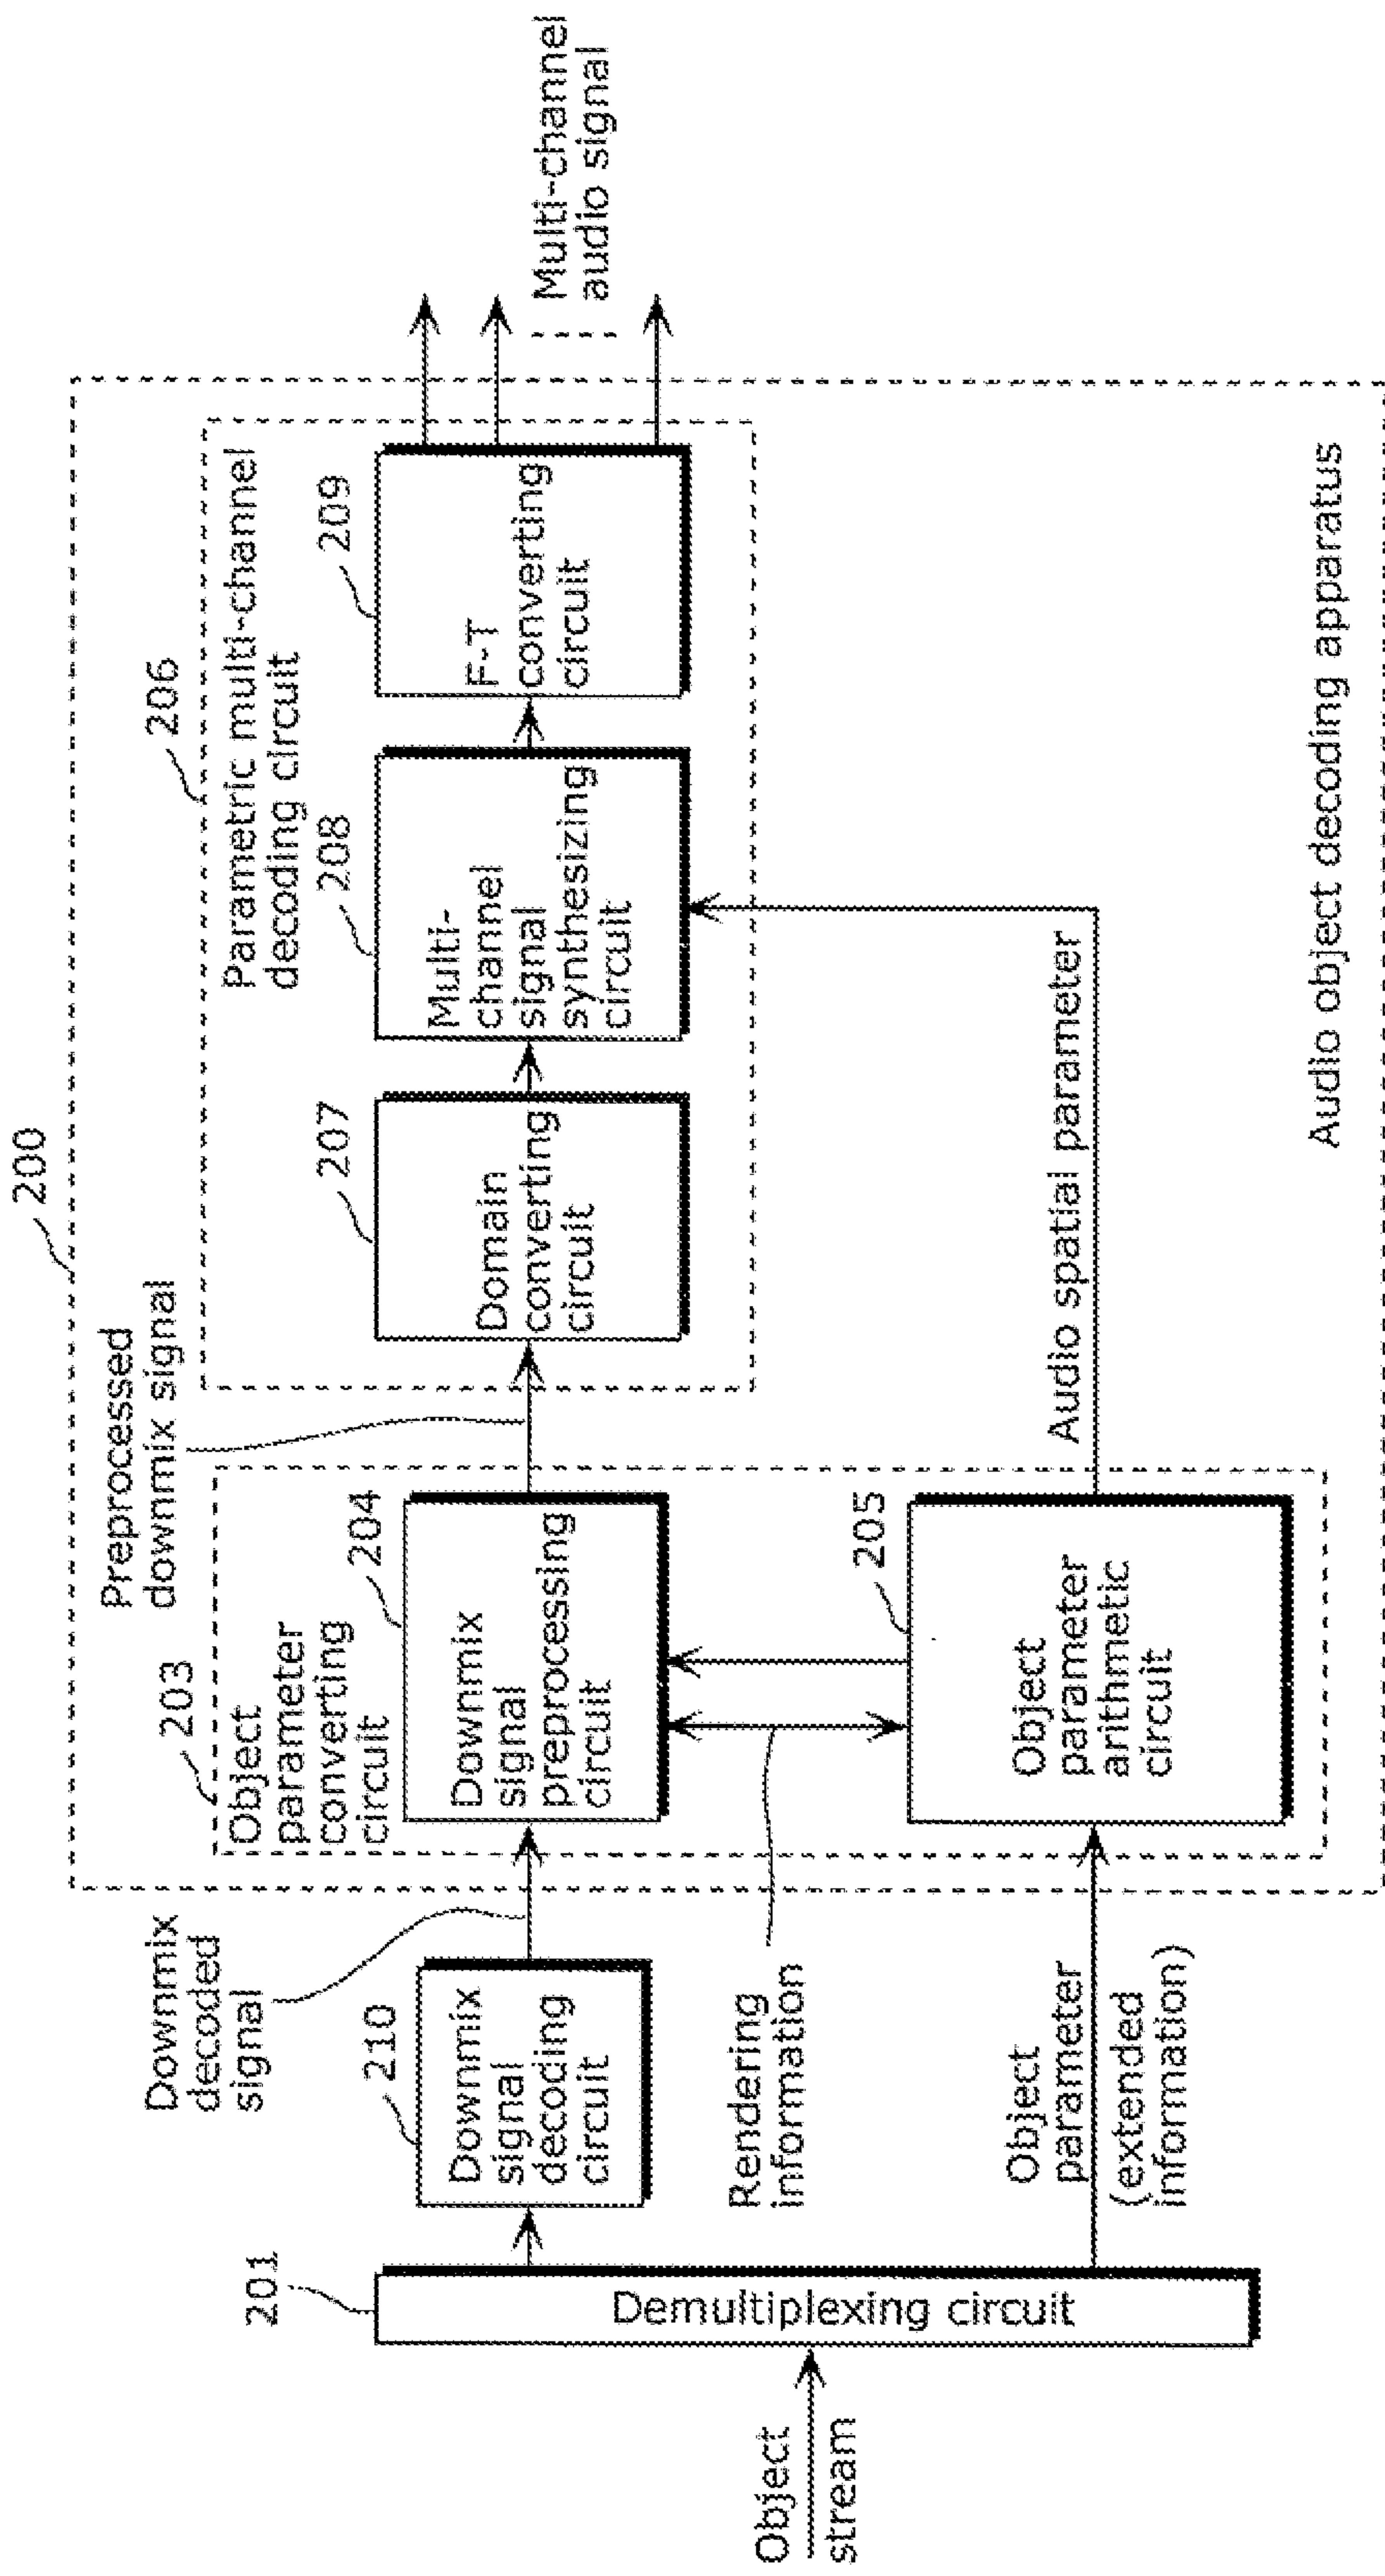 200
206
Parametric multi-channel
decoding circuit
Preprocessed
downmix signal
207
208
209
Domain
converting
circuit
Multi-
channel
signal
synthesizing
circuit
F-T
converting
circuit
Multi-channel
audio signal
203
Object
parameter
converting
circuit
204
Downmix
signal
preprocessing
circuit
Downmix
decoded
signal
210
Downmix
signal
decoding
circuit
201
Demultiplexing circuit
Object
stream
Rendering
information
205
Object
parameter
arithmetic
circuit
Object
parameter
(extended
information)
Audio spatial parameter
Audio object decoding apparatus